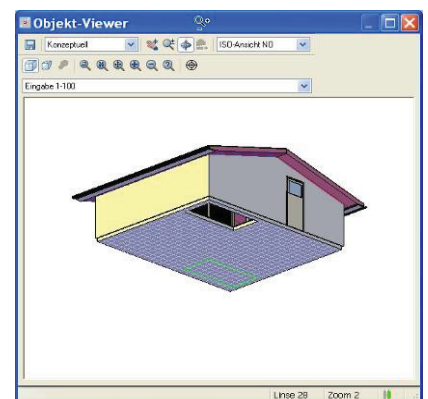 Objekt-Viewer
Konzeptuell
ISO-Ansicht NO
Eingabe 1-100
Linse 28 Zoom 2